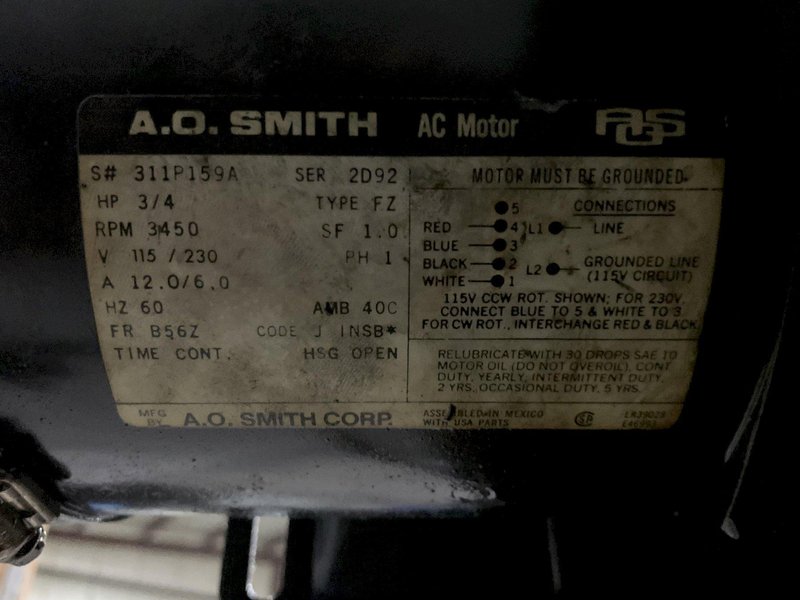 A.O. SMITH AC Motor AOS
S# 311P159A SER 2D92
HP 3/4 TYPE FZ
RPM 3450 SF 1.0
V 115 / 230 PH 1
A 12.0/6.0
HZ 60 AMB 40C
FR B56Z CODE J INSB*
TIME CONT. HSG OPEN
MOTOR MUST BE GROUNDED
5 CONNECTIONS
RED 4 L1 LINE
BLUE 3
BLACK 2 L2 GROUNDED LINE
WHITE 1 (115V CIRCUIT)
115V CCW ROT. SHOWN; FOR 230V.
CONNECT BLUE TO 5 & WHITE TO 3
FOR CW ROT., INTERCHANGE RED & BLACK
RELUBRICATE WITH 30 DROPS SAE 10
MOTOR OIL (DO NOT OVEROIL), CONT
DUTY, YEARLY, INTERMITTENT DUTY,
2 YRS., OCCASIONAL DUTY, 5 YRS.
MFG BY A.O. SMITH CORP.
ASSEMBLED IN MEXICO
WITH USA PARTS